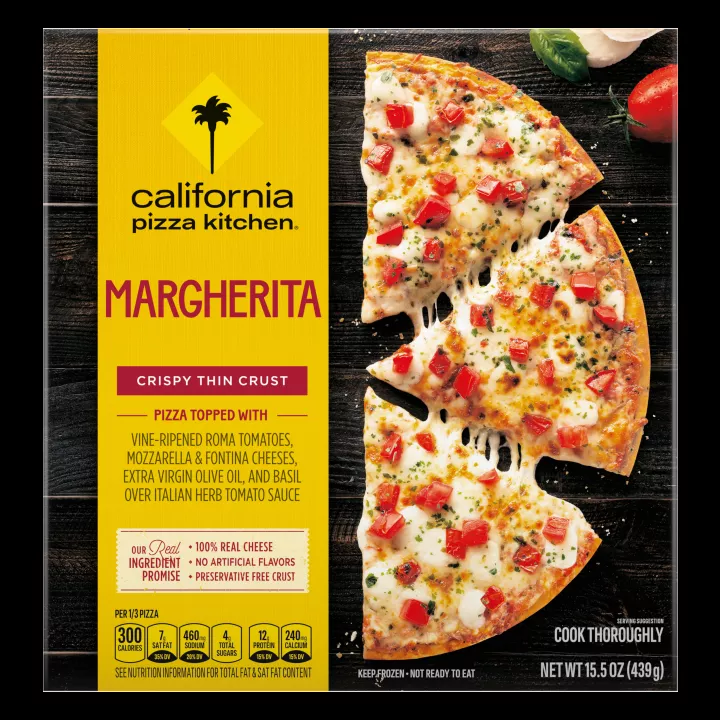 california
pizza kitchen®
MARGHERITA
CRISPY THIN CRUST
PIZZA TOPPED WITH
VINE-RIPENED ROMA TOMATOES,
MOZZARELLA & FONTINA CHEESES,
EXTRA VIRGIN OLIVE OIL, AND BASIL
OVER ITALIAN HERB TOMATO SAUCE
OUR Real
INGREDIENT
PROMISE
• 100% REAL CHEESE
• NO ARTIFICIAL FLAVORS
• PRESERVATIVE FREE CRUST
PER 1/3 PIZZA
300 CALORIES
7g SAT FAT 35% DV
460mg SODIUM 20% DV
4g TOTAL SUGARS
12g PROTEIN 15% DV
240mg CALCIUM 15% DV
SEE NUTRITION INFORMATION FOR TOTAL FAT & SAT FAT CONTENT
KEEP FROZEN • NOT READY TO EAT
SERVING SUGGESTION
COOK THOROUGHLY
NET WT 15.5 OZ (439g)